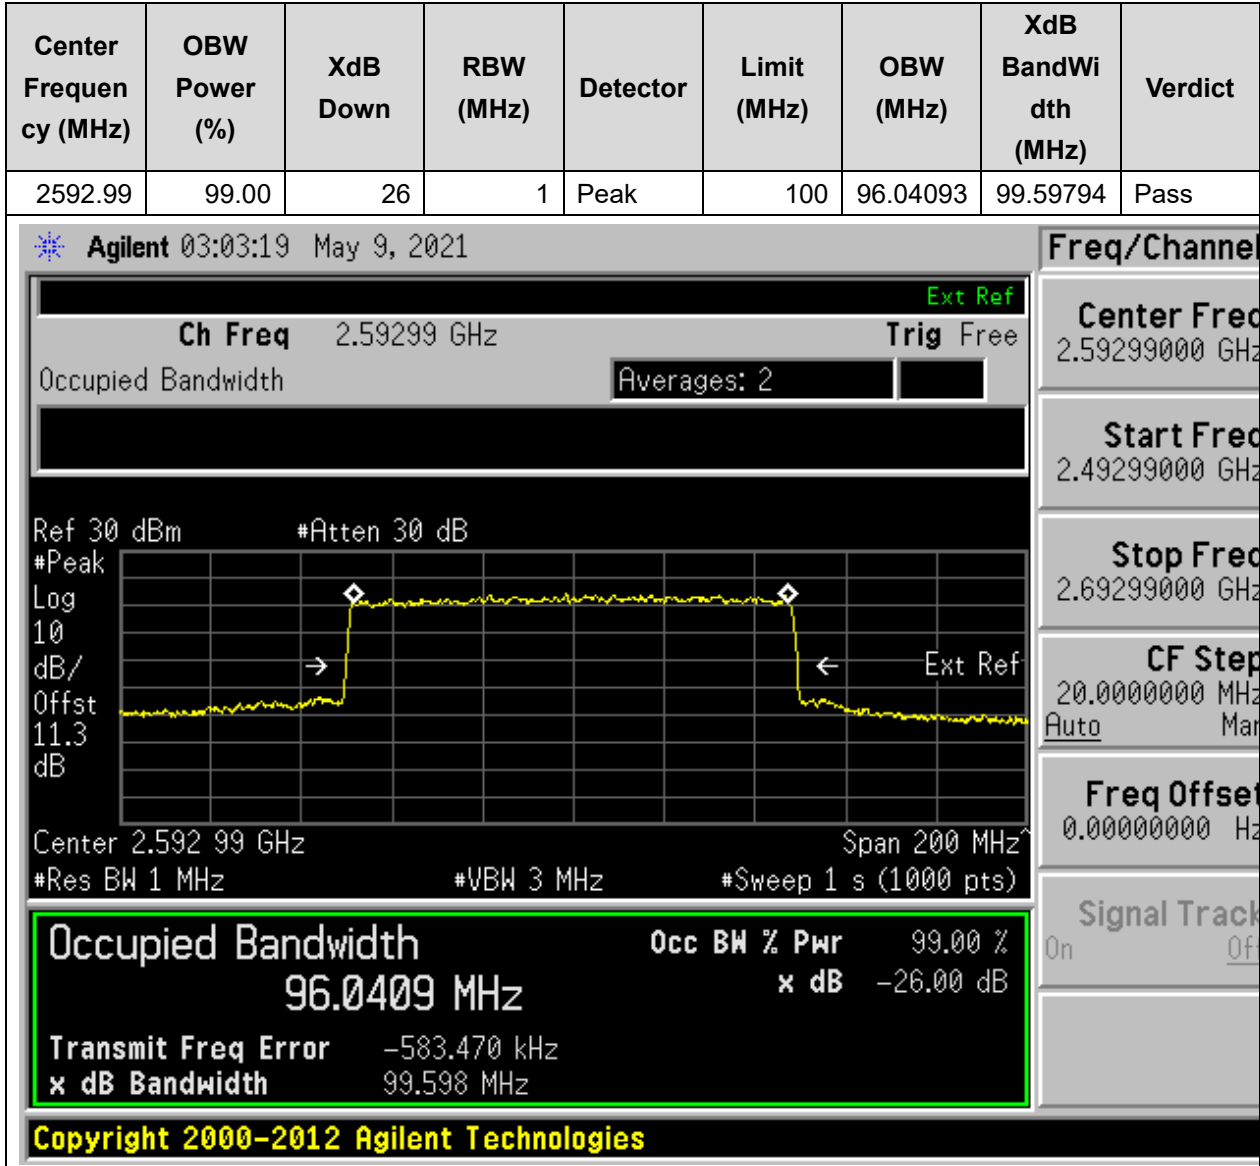 Center Frequen cy (MHz) OBW Power (%) XdB Down RBW (MHz) Detector Limit (MHz) OBW (MHz) XdB BandWi dth (MHz) Verdict
2592.99 99.00 26 1 Peak 100 96.04093 99.59794 Pass
Agilent 03:03:19 May 9, 2021
Ext Ref
Ch Freq 2.59299 GHz Trig Free
Occupied Bandwidth Averages: 2
Ref 30 dBm #Atten 30 dB
#Peak
Log
10
dB/
Offst
11.3
dB
Ext Ref
Center 2.592 99 GHz Span 200 MHz^
#Res BW 1 MHz #VBW 3 MHz #Sweep 1 s (1000 pts)
Occupied Bandwidth Occ BW % Pwr 99.00 %
96.0409 MHz x dB -26.00 dB
Transmit Freq Error -583.470 kHz
x dB Bandwidth 99.598 MHz
Freq/Channel
Center Freq
2.59299000 GHz
Start Freq
2.49299000 GHz
Stop Freq
2.69299000 GHz
CF Step
20.0000000 MHz
Auto Man
Freq Offset
0.00000000 Hz
Signal Track
On Off
Copyright 2000-2012 Agilent Technologies